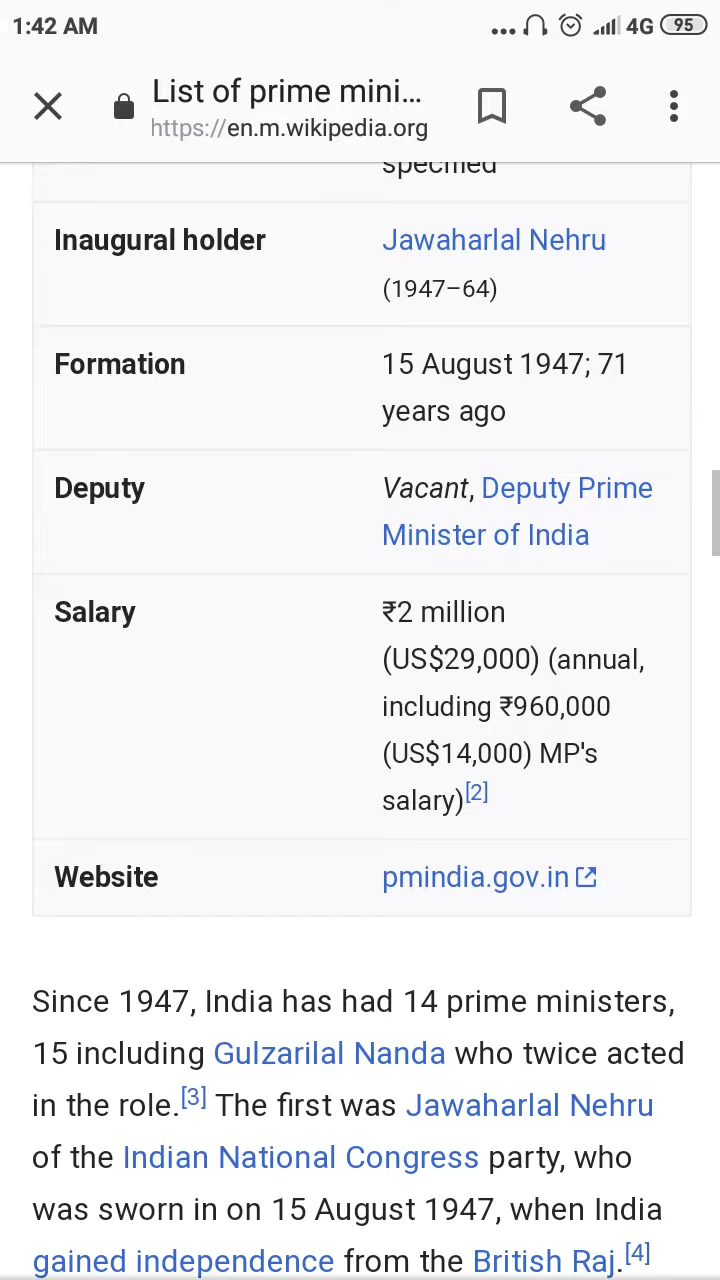 1:42 AM
... 4G 95
List of prime mini...
https://en.m.wikipedia.org
specified
Inaugural holder Jawaharlal Nehru
(1947–64)
Formation 15 August 1947; 71
years ago
Deputy Vacant, Deputy Prime
Minister of India
Salary ₹2 million
(US$29,000) (annual,
including ₹960,000
(US$14,000) MP's
salary)[2]
Website pmindia.gov.in
Since 1947, India has had 14 prime ministers,
15 including Gulzarilal Nanda who twice acted
in the role.[3] The first was Jawaharlal Nehru
of the Indian National Congress party, who
was sworn in on 15 August 1947, when India
gained independence from the British Raj.[4]